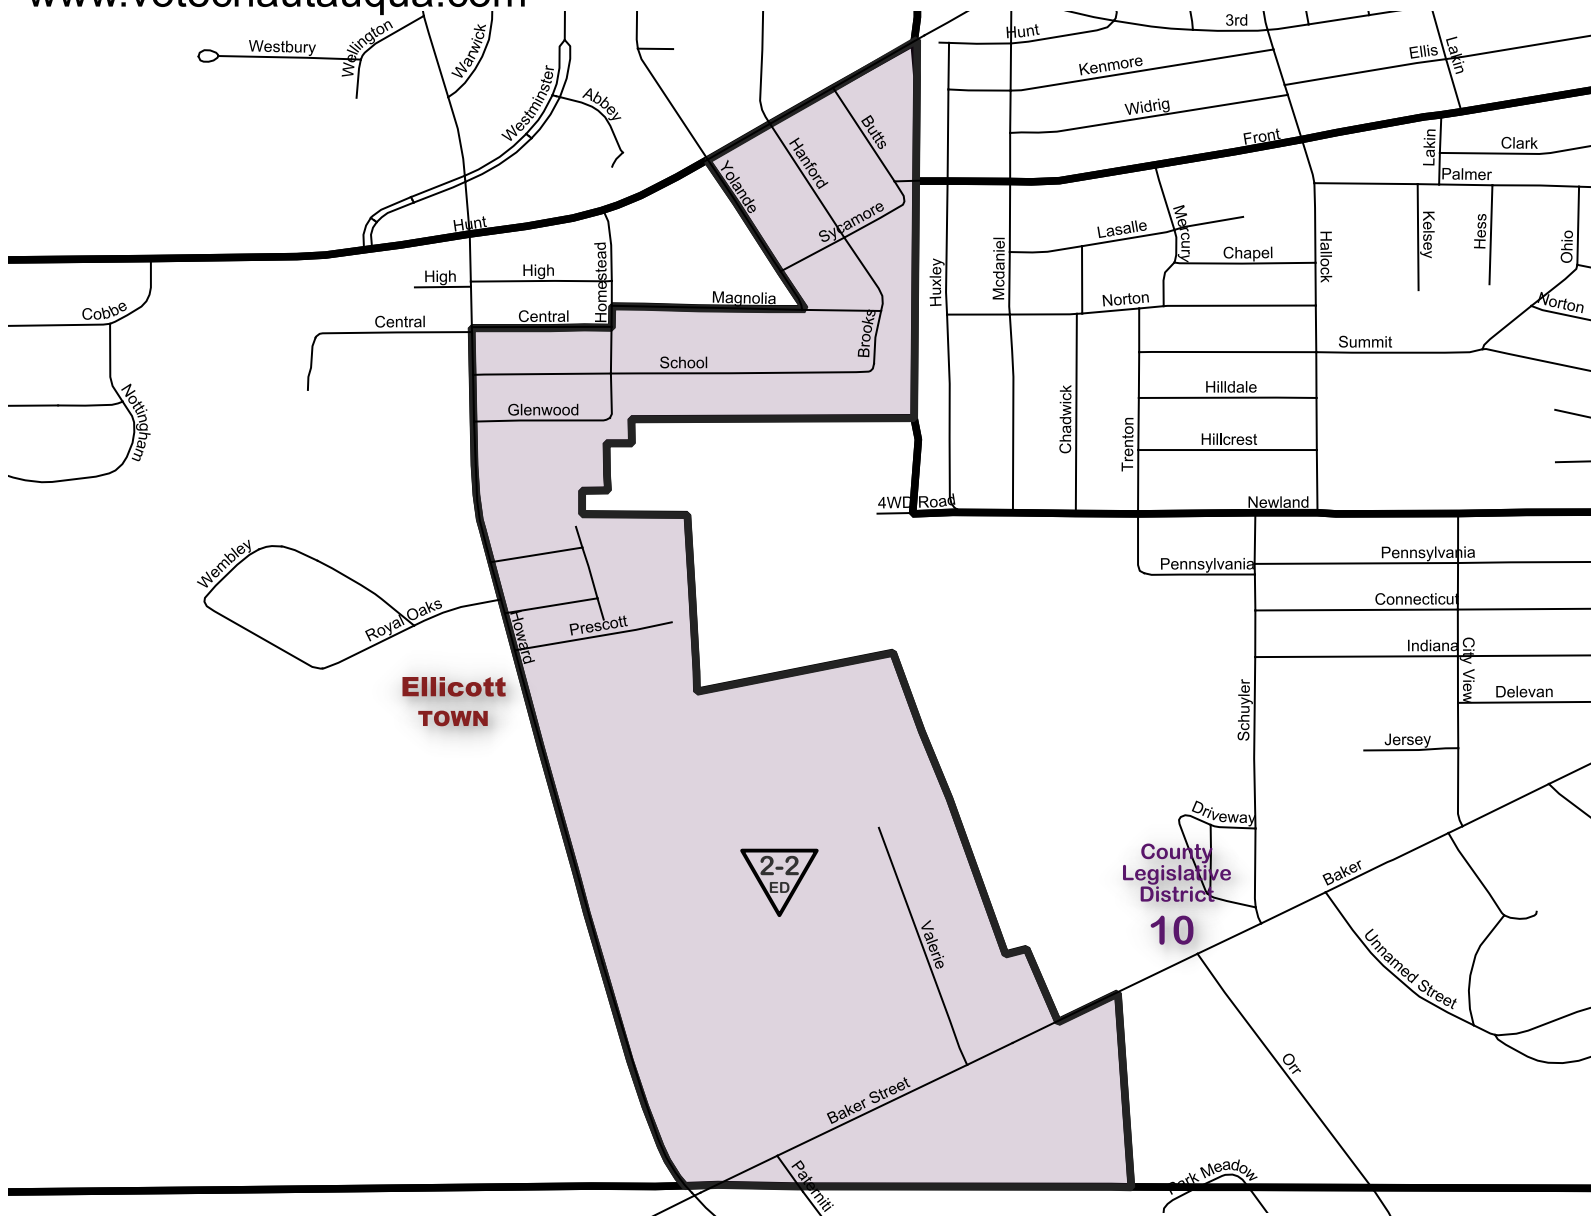 www.votechautauqua.com
Westbury
Wellington
Warwick
Westminster
Abbey
Hunt
3rd
Kenmore
Ellis
Lakin
Widrig
Front
Butts
Hanford
Yolande
Sycamore
Lakin
Clark
Palmer
Hunt
High
High
Homestead
Magnolia
Huxley
Mcdaniel
Lasalle
Mercury
Chapel
Hallock
Kelsey
Hess
Ohio
Norton
Norton
Cobbe
Central
Central
Brooks
School
Summit
Nottingham
Glenwood
Chadwick
Trenton
Hilldale
Hillcrest
4WD Road
Newland
Wembley
Royal Oaks
Howard
Prescott
Pennsylvania
Pennsylvania
Connecticut
Indiana
City View
Schuyler
Delevan
Jersey
Ellicott
TOWN
2-2
ED
Valerie
Driveway
County
Legislative
District
10
Baker
Unnamed Street
Orr
Baker Street
Paterniti
Park Meadow